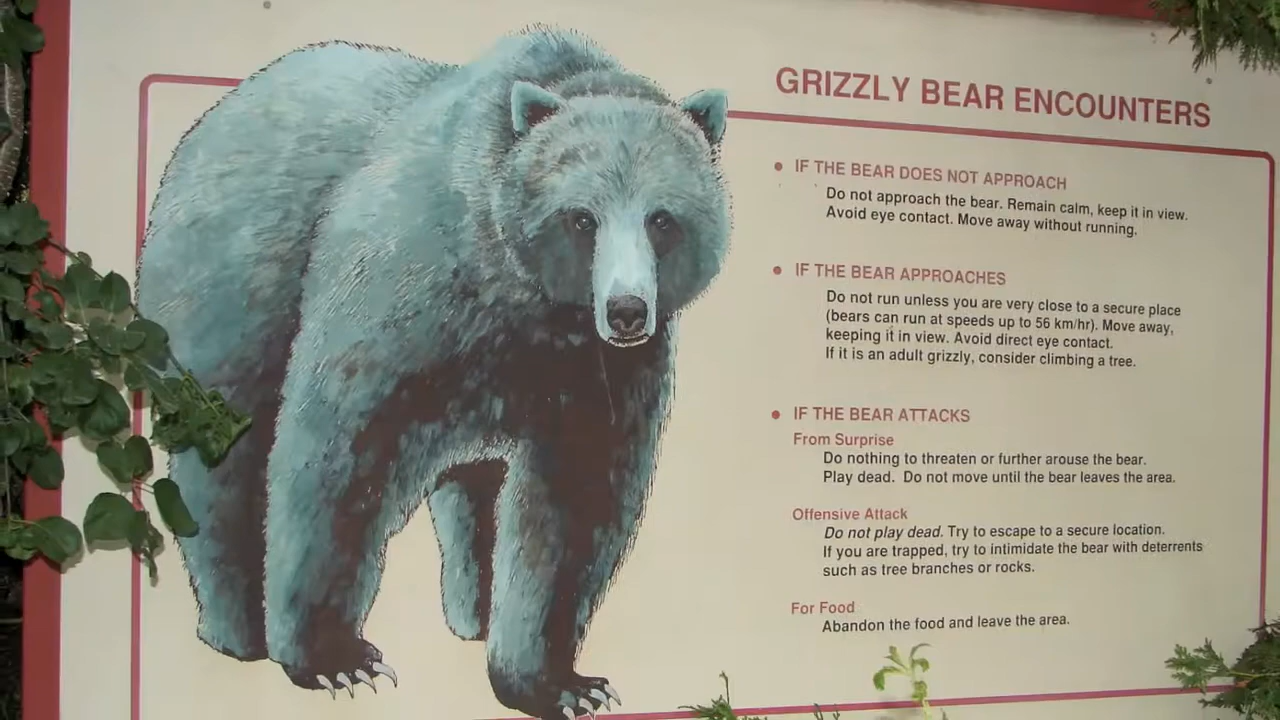 GRIZZLY BEAR ENCOUNTERS
• IF THE BEAR DOES NOT APPROACH
Do not approach the bear. Remain calm, keep it in view.
Avoid eye contact. Move away without running.
• IF THE BEAR APPROACHES
Do not run unless you are very close to a secure place
(bears can run at speeds up to 56 km/hr). Move away,
keeping it in view. Avoid direct eye contact.
If it is an adult grizzly, consider climbing a tree.
• IF THE BEAR ATTACKS
From Surprise
Do nothing to threaten or further arouse the bear.
Play dead. Do not move until the bear leaves the area.
Offensive Attack
Do not play dead. Try to escape to a secure location.
If you are trapped, try to intimidate the bear with deterrents
such as tree branches or rocks.
For Food
Abandon the food and leave the area.